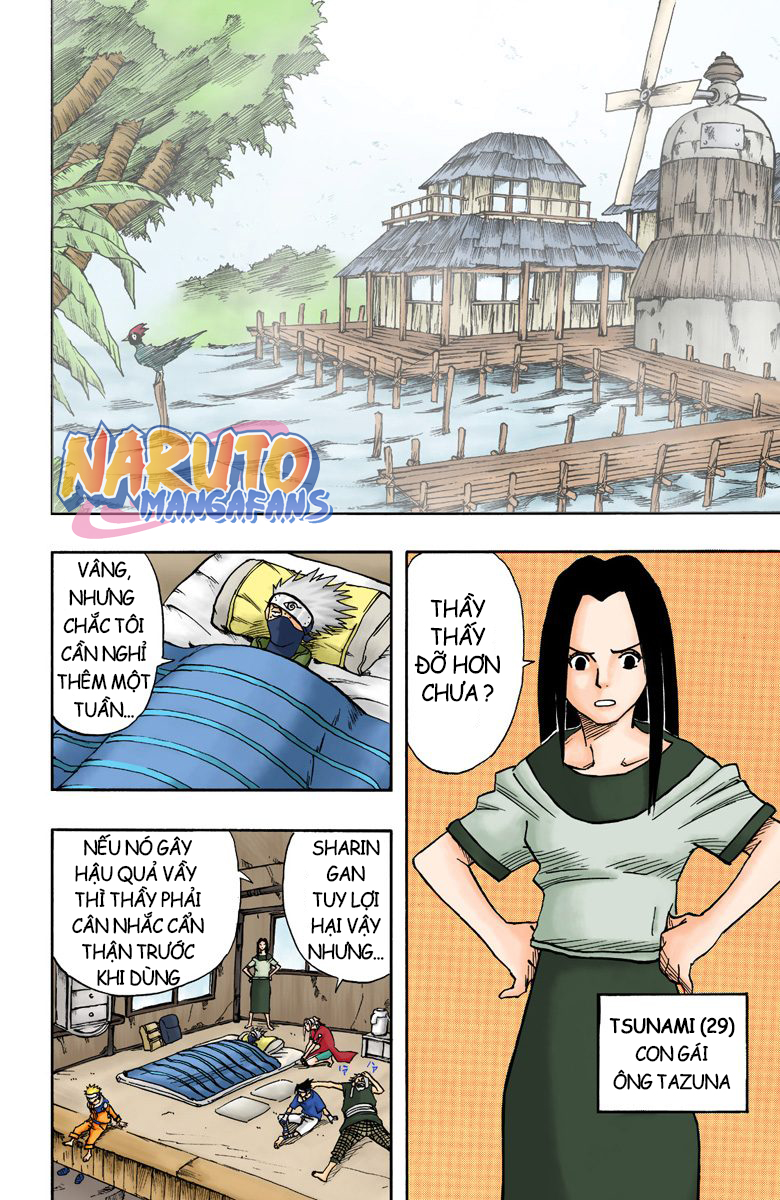 NARUTO
MANGAFANS
THẦY
THẤY
ĐỠ HƠN
CHƯA ?
VÂNG,
NHƯNG
CHẮC TÔI
CẦN NGHỈ
THÊM MỘT
TUẦN...
TSUNAMI (29)
CON GÁI
ÔNG TAZUNA
SHARIN
GAN
TUY LỢI
HẠI VẬY
NHƯNG...
NẾU NÓ GÂY
HẬU QUẢ VẦY
THÌ THẦY PHẢI
CÂN NHẮC CẨN
THẬN TRƯỚC
KHI DÙNG